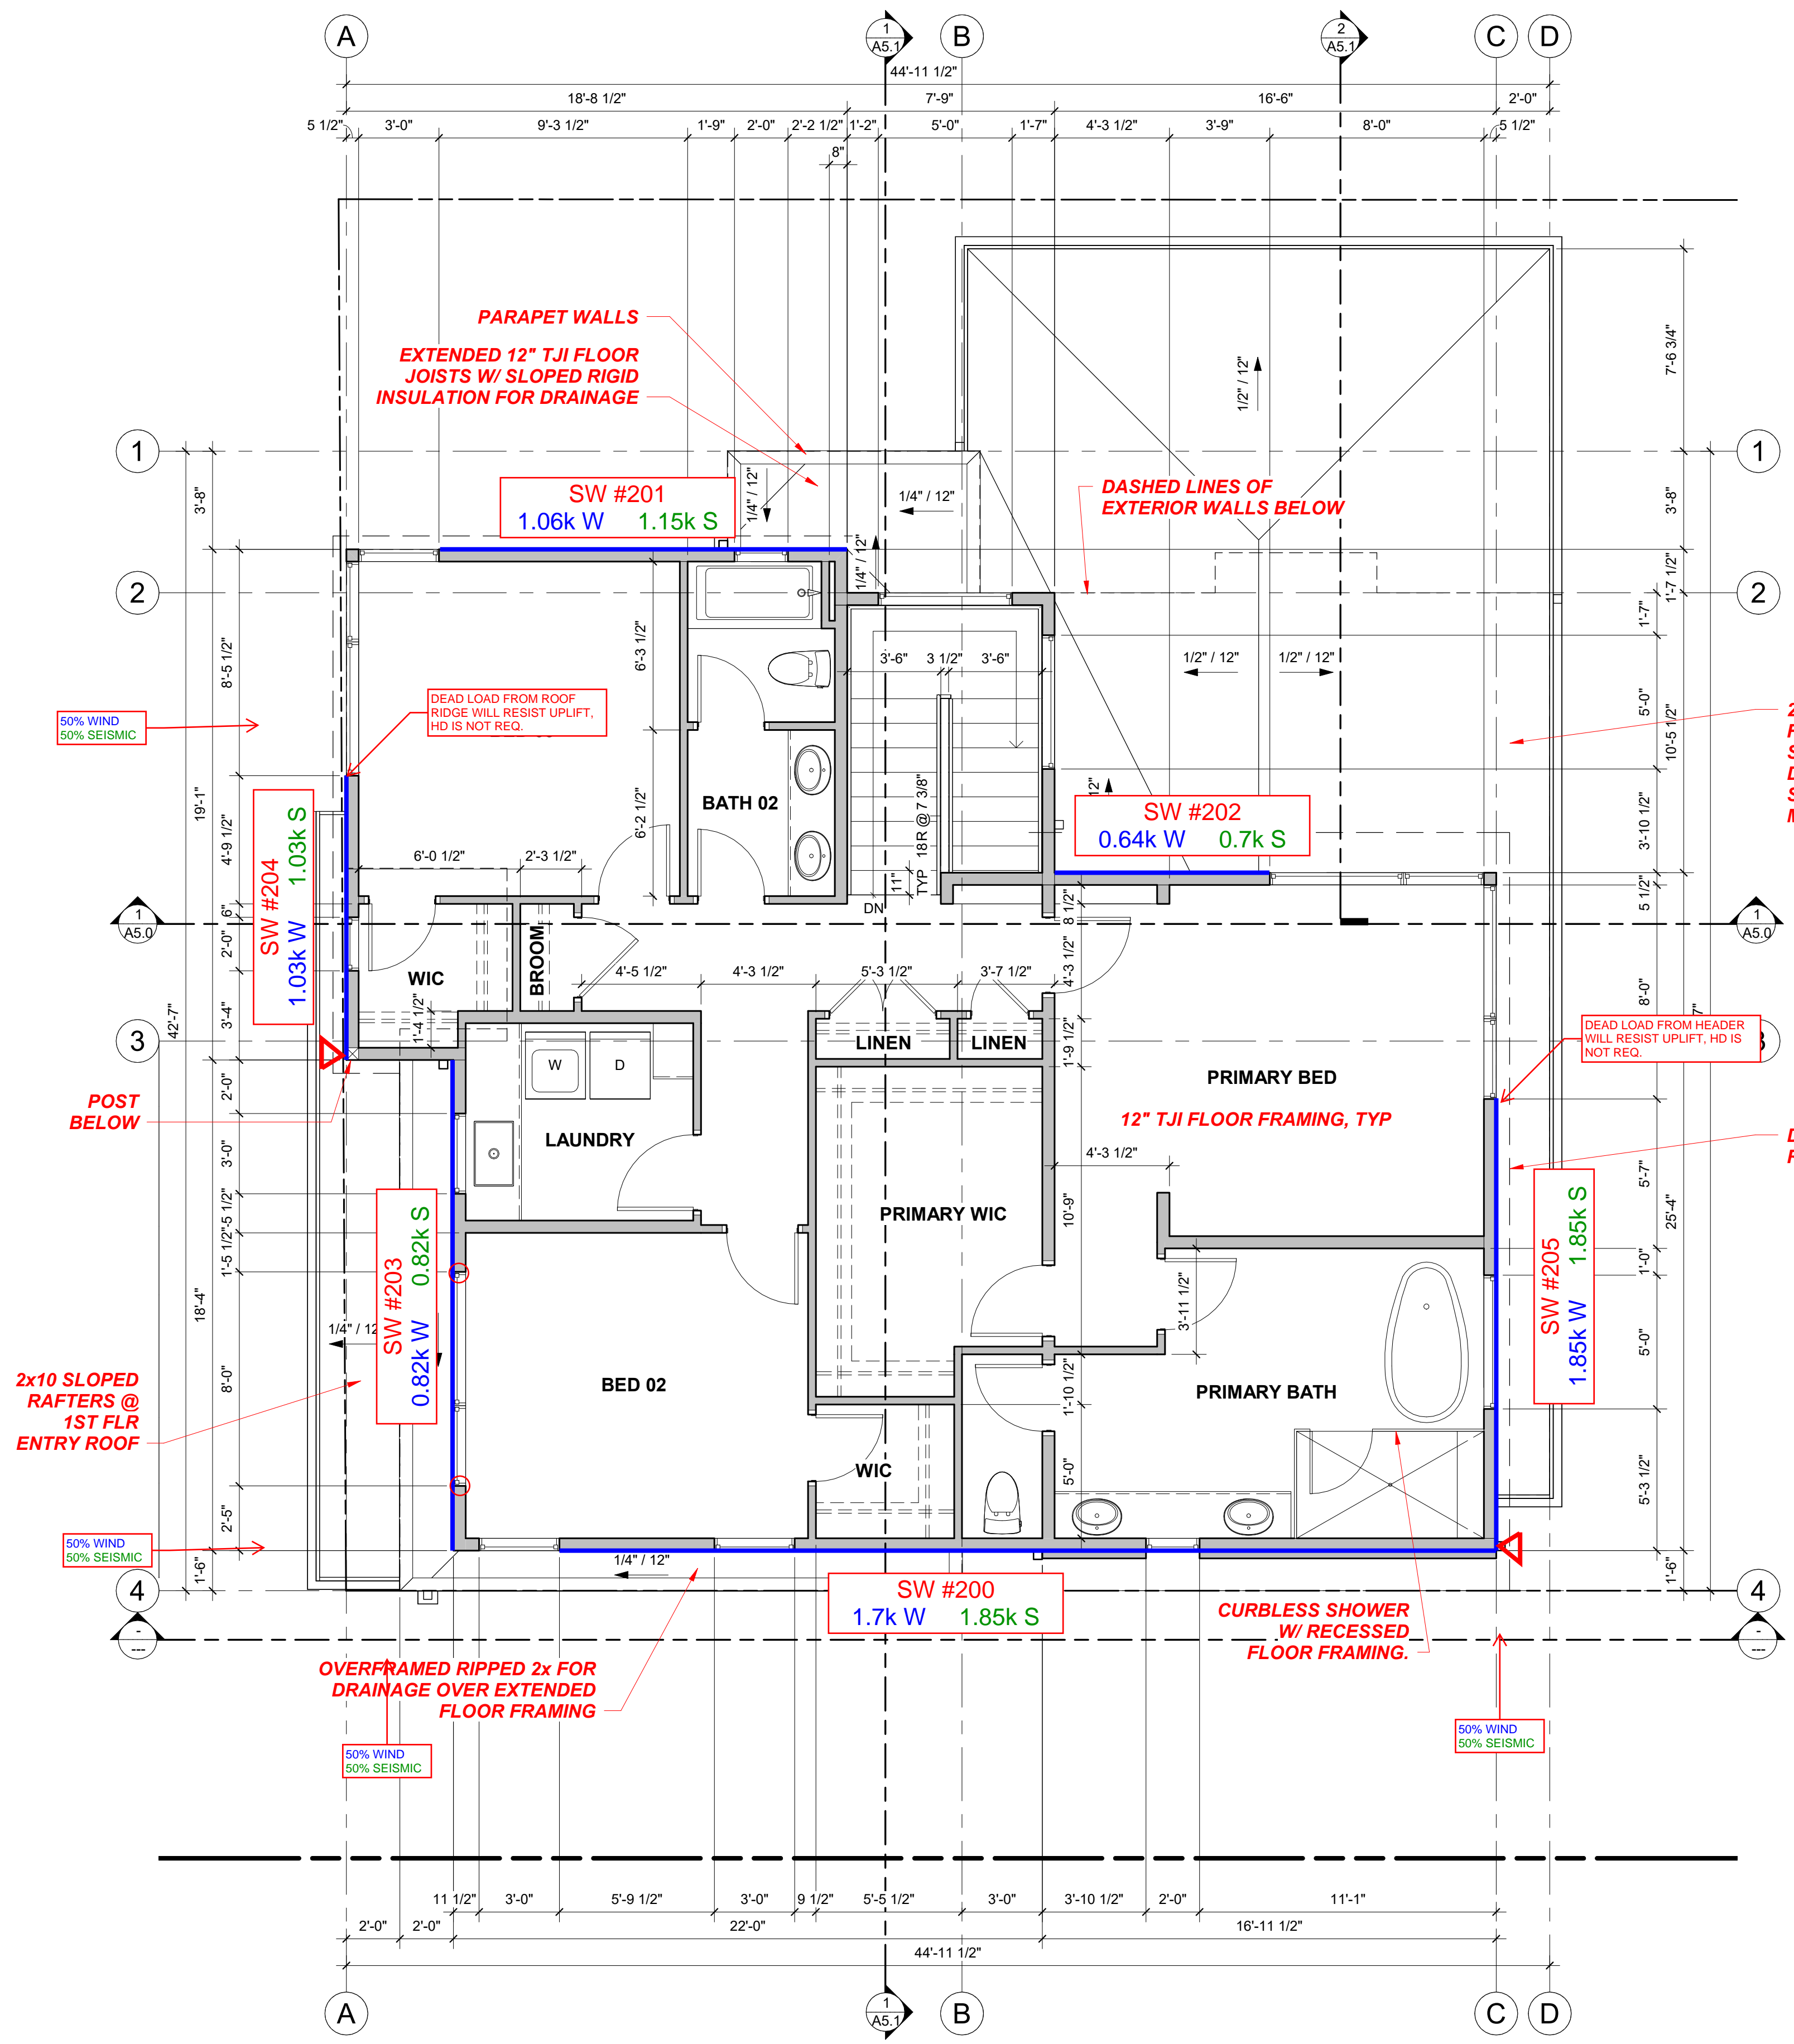 A
1
A5.1
B
2
A5.1
C
D
44'-11 1/2"
18'-8 1/2"
7'-9"
16'-6"
2'-0"
5 1/2"
3'-0"
9'-3 1/2"
1'-9"
2'-0"
2'-2 1/2"
1'-2"
5'-0"
1'-7"
4'-3 1/2"
3'-9"
8'-0"
5 1/2"
8"
PARAPET WALLS
EXTENDED 12" TJI FLOOR
JOISTS W/ SLOPED RIGID
INSULATION FOR DRAINAGE
1/2" / 12"
7'-6 3/4"
1
1
3'-8"
SW #201
1.06k W 1.15k S
1/4" / 12"
1/4" / 12"
1/4" / 12"
DASHED LINES OF
EXTERIOR WALLS BELOW
3'-8"
1'-7 1/2"
2
2
1'-7"
8'-5 1/2"
6'-3 1/2"
3'-6"
3 1/2"
3'-6"
1/2" / 12"
1/2" / 12"
5'-0"
10'-5 1/2"
50% WIND
50% SEISMIC
DEAD LOAD FROM ROOF
RIDGE WILL RESIST UPLIFT,
HD IS NOT REQ.
19'-1"
4'-9 1/2"
SW #204
1.03k W 1.03k S
BATH 02
6'-2 1/2"
6'-0 1/2"
2'-3 1/2"
TYP 18R @ 7 3/8"
11"
DN
12"
SW #202
0.64k W 0.7k S
3'-10 1/2"
5 1/2"
1
A5.0
1
A5.0
6"
2'-0"
3'-4"
42'-7"
WIC
BROOM
1'-4 1/2"
4'-5 1/2"
4'-3 1/2"
5'-3 1/2"
3'-7 1/2"
8 1/2"
4'-3 1/2"
1'-9 1/2"
8'-0"
7"
3
3
LINEN
LINEN
W
D
DEAD LOAD FROM HEADER
WILL RESIST UPLIFT, HD IS
NOT REQ.
PRIMARY BED
12" TJI FLOOR FRAMING, TYP
POST
BELOW
2'-0"
3'-0"
1'-5 1/2"
LAUNDRY
4'-3 1/2"
5'-7"
25'-4"
SW #205
1.85k W 1.85k S
PRIMARY WIC
10'-9"
-5 1/2"
18'-4"
SW #203
0.82k W 0.82k S
3'-11 1/2"
1'-0"
5'-0"
1/4" / 12
8'-0"
2x10 SLOPED
RAFTERS @
1ST FLR
ENTRY ROOF
BED 02
PRIMARY BATH
1'-10 1/2"
WIC
5'-0"
5'-3 1/2"
2'-5"
50% WIND
50% SEISMIC
1'-6"
1'-6"
4
4
1/4" / 12"
SW #200
1.7k W 1.85k S
-
---
-
---
CURBLESS SHOWER
W/ RECESSED
FLOOR FRAMING.
OVERFRAMED RIPPED 2x FOR
DRAINAGE OVER EXTENDED
FLOOR FRAMING
50% WIND
50% SEISMIC
50% WIND
50% SEISMIC
11 1/2"
3'-0"
5'-9 1/2"
3'-0"
9 1/2"
5'-5 1/2"
3'-0"
3'-10 1/2"
2'-0"
11'-1"
2'-0"
2'-0"
22'-0"
16'-11 1/2"
44'-11 1/2"
A
1
A5.1
B
C
D